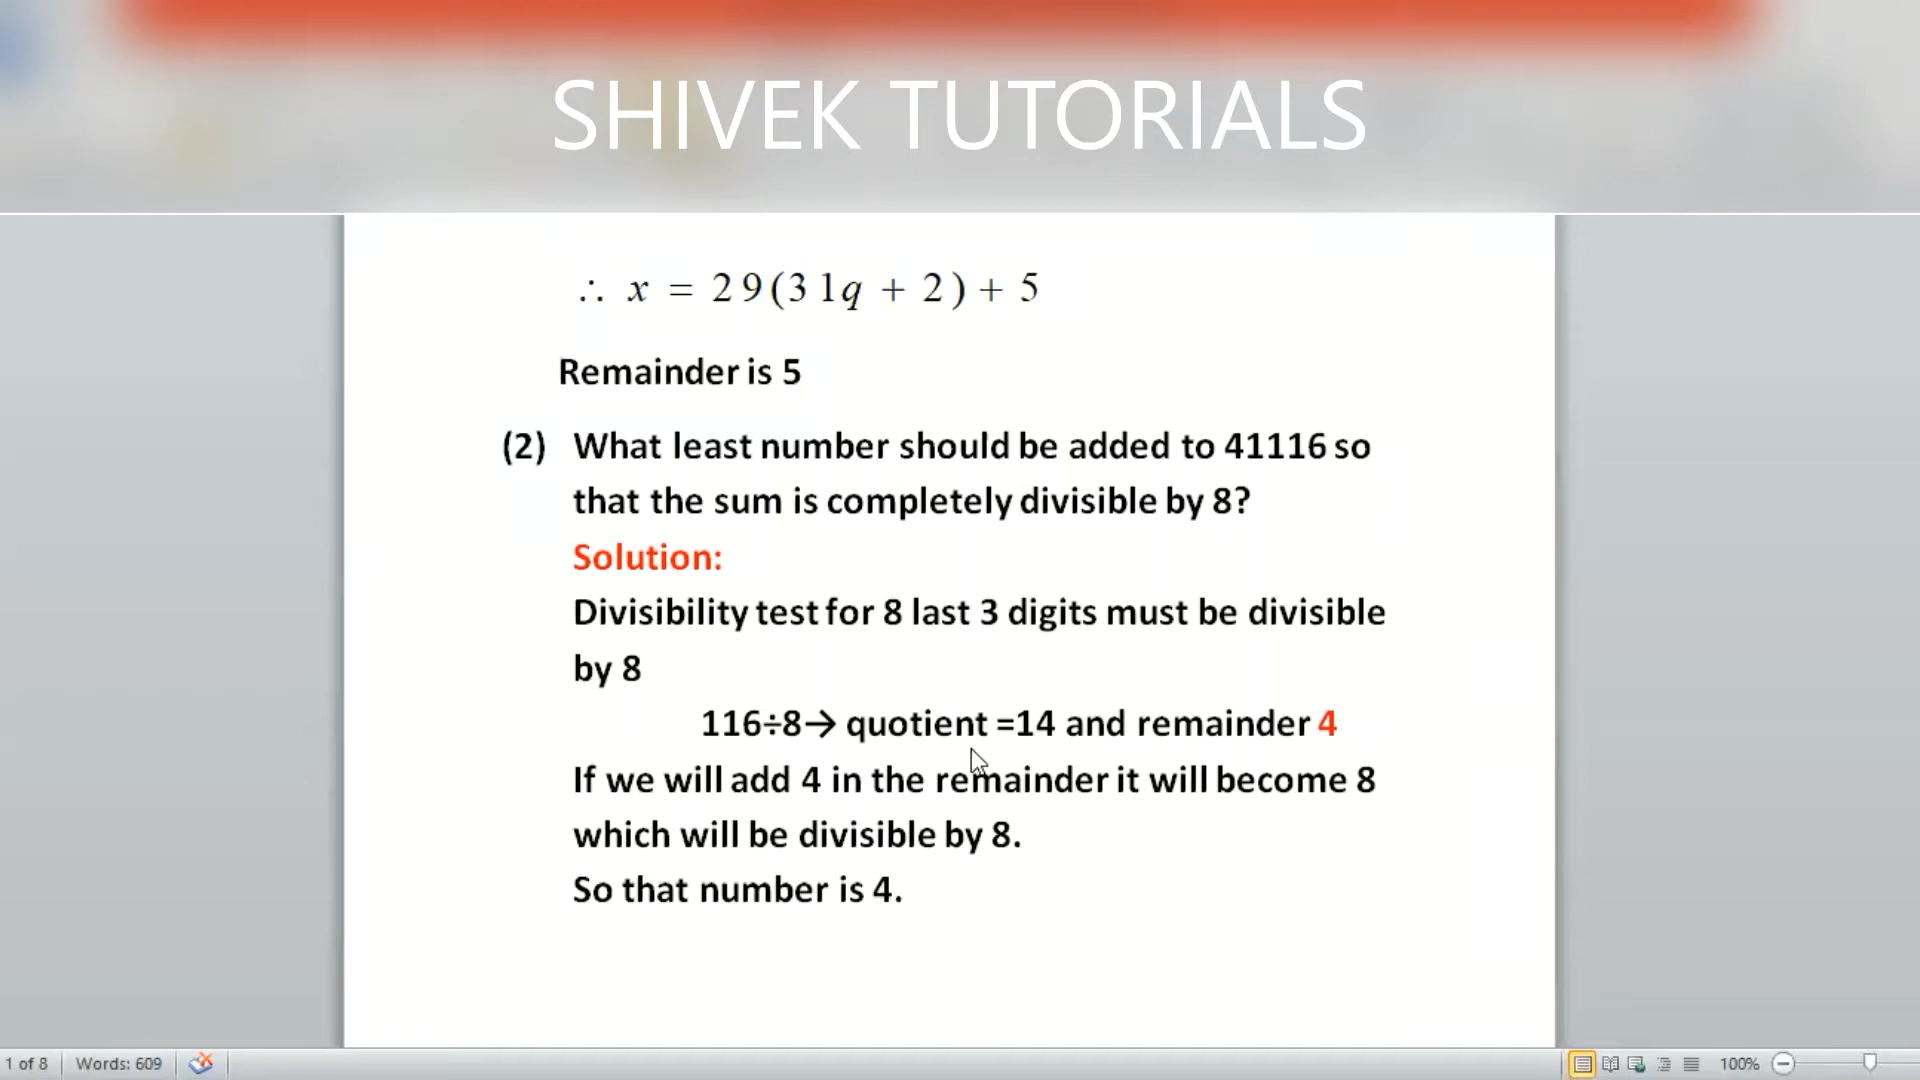 SHIVEK TUTORIALS
∴ x = 29(31q + 2) + 5
Remainder is 5
(2) What least number should be added to 41116 so
that the sum is completely divisible by 8?
Solution:
Divisibility test for 8 last 3 digits must be divisible
by 8
116÷8→ quotient =14 and remainder 4
If we will add 4 in the remainder it will become 8
which will be divisible by 8.
So that number is 4.
1 of 8 Words: 609 100%